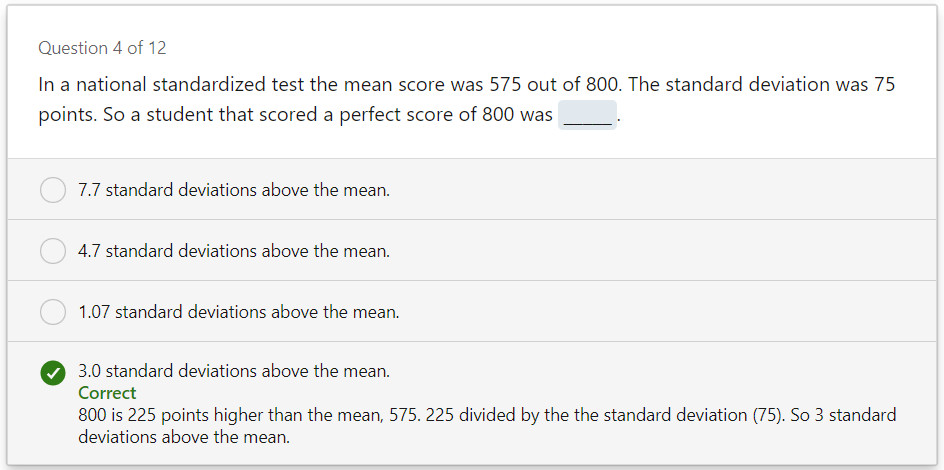 Question 4 of 12
In a national standardized test the mean score was 575 out of 800. The standard deviation was 75
points. So a student that scored a perfect score of 800 was _____.
7.7 standard deviations above the mean.
4.7 standard deviations above the mean.
1.07 standard deviations above the mean.
3.0 standard deviations above the mean.
Correct
800 is 225 points higher than the mean, 575. 225 divided by the the standard deviation (75). So 3 standard
deviations above the mean.